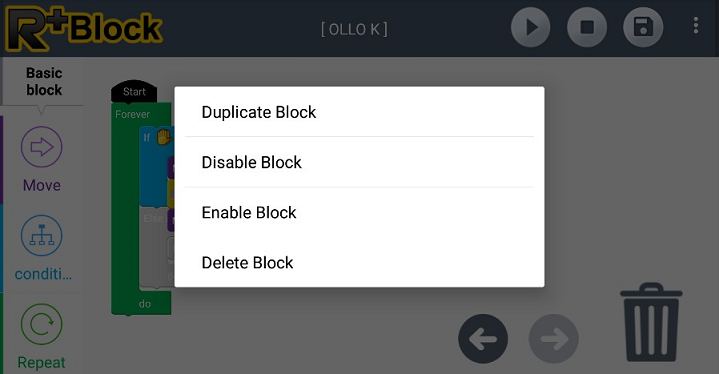 R+Block
[ OLLO K ]
Basic
block
Move
conditi...
Repeat
Start
Forever
If
Else
do
Duplicate Block
Disable Block
Enable Block
Delete Block